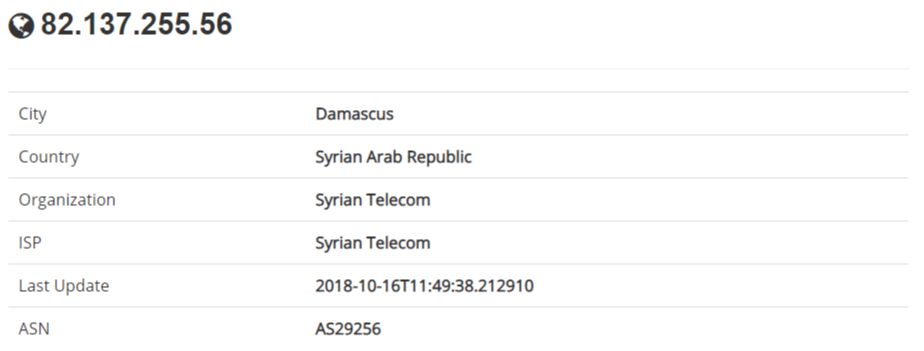 82.137.255.56
City Damascus
Country Syrian Arab Republic
Organization Syrian Telecom
ISP Syrian Telecom
Last Update 2018-10-16T11:49:38.212910
ASN AS29256